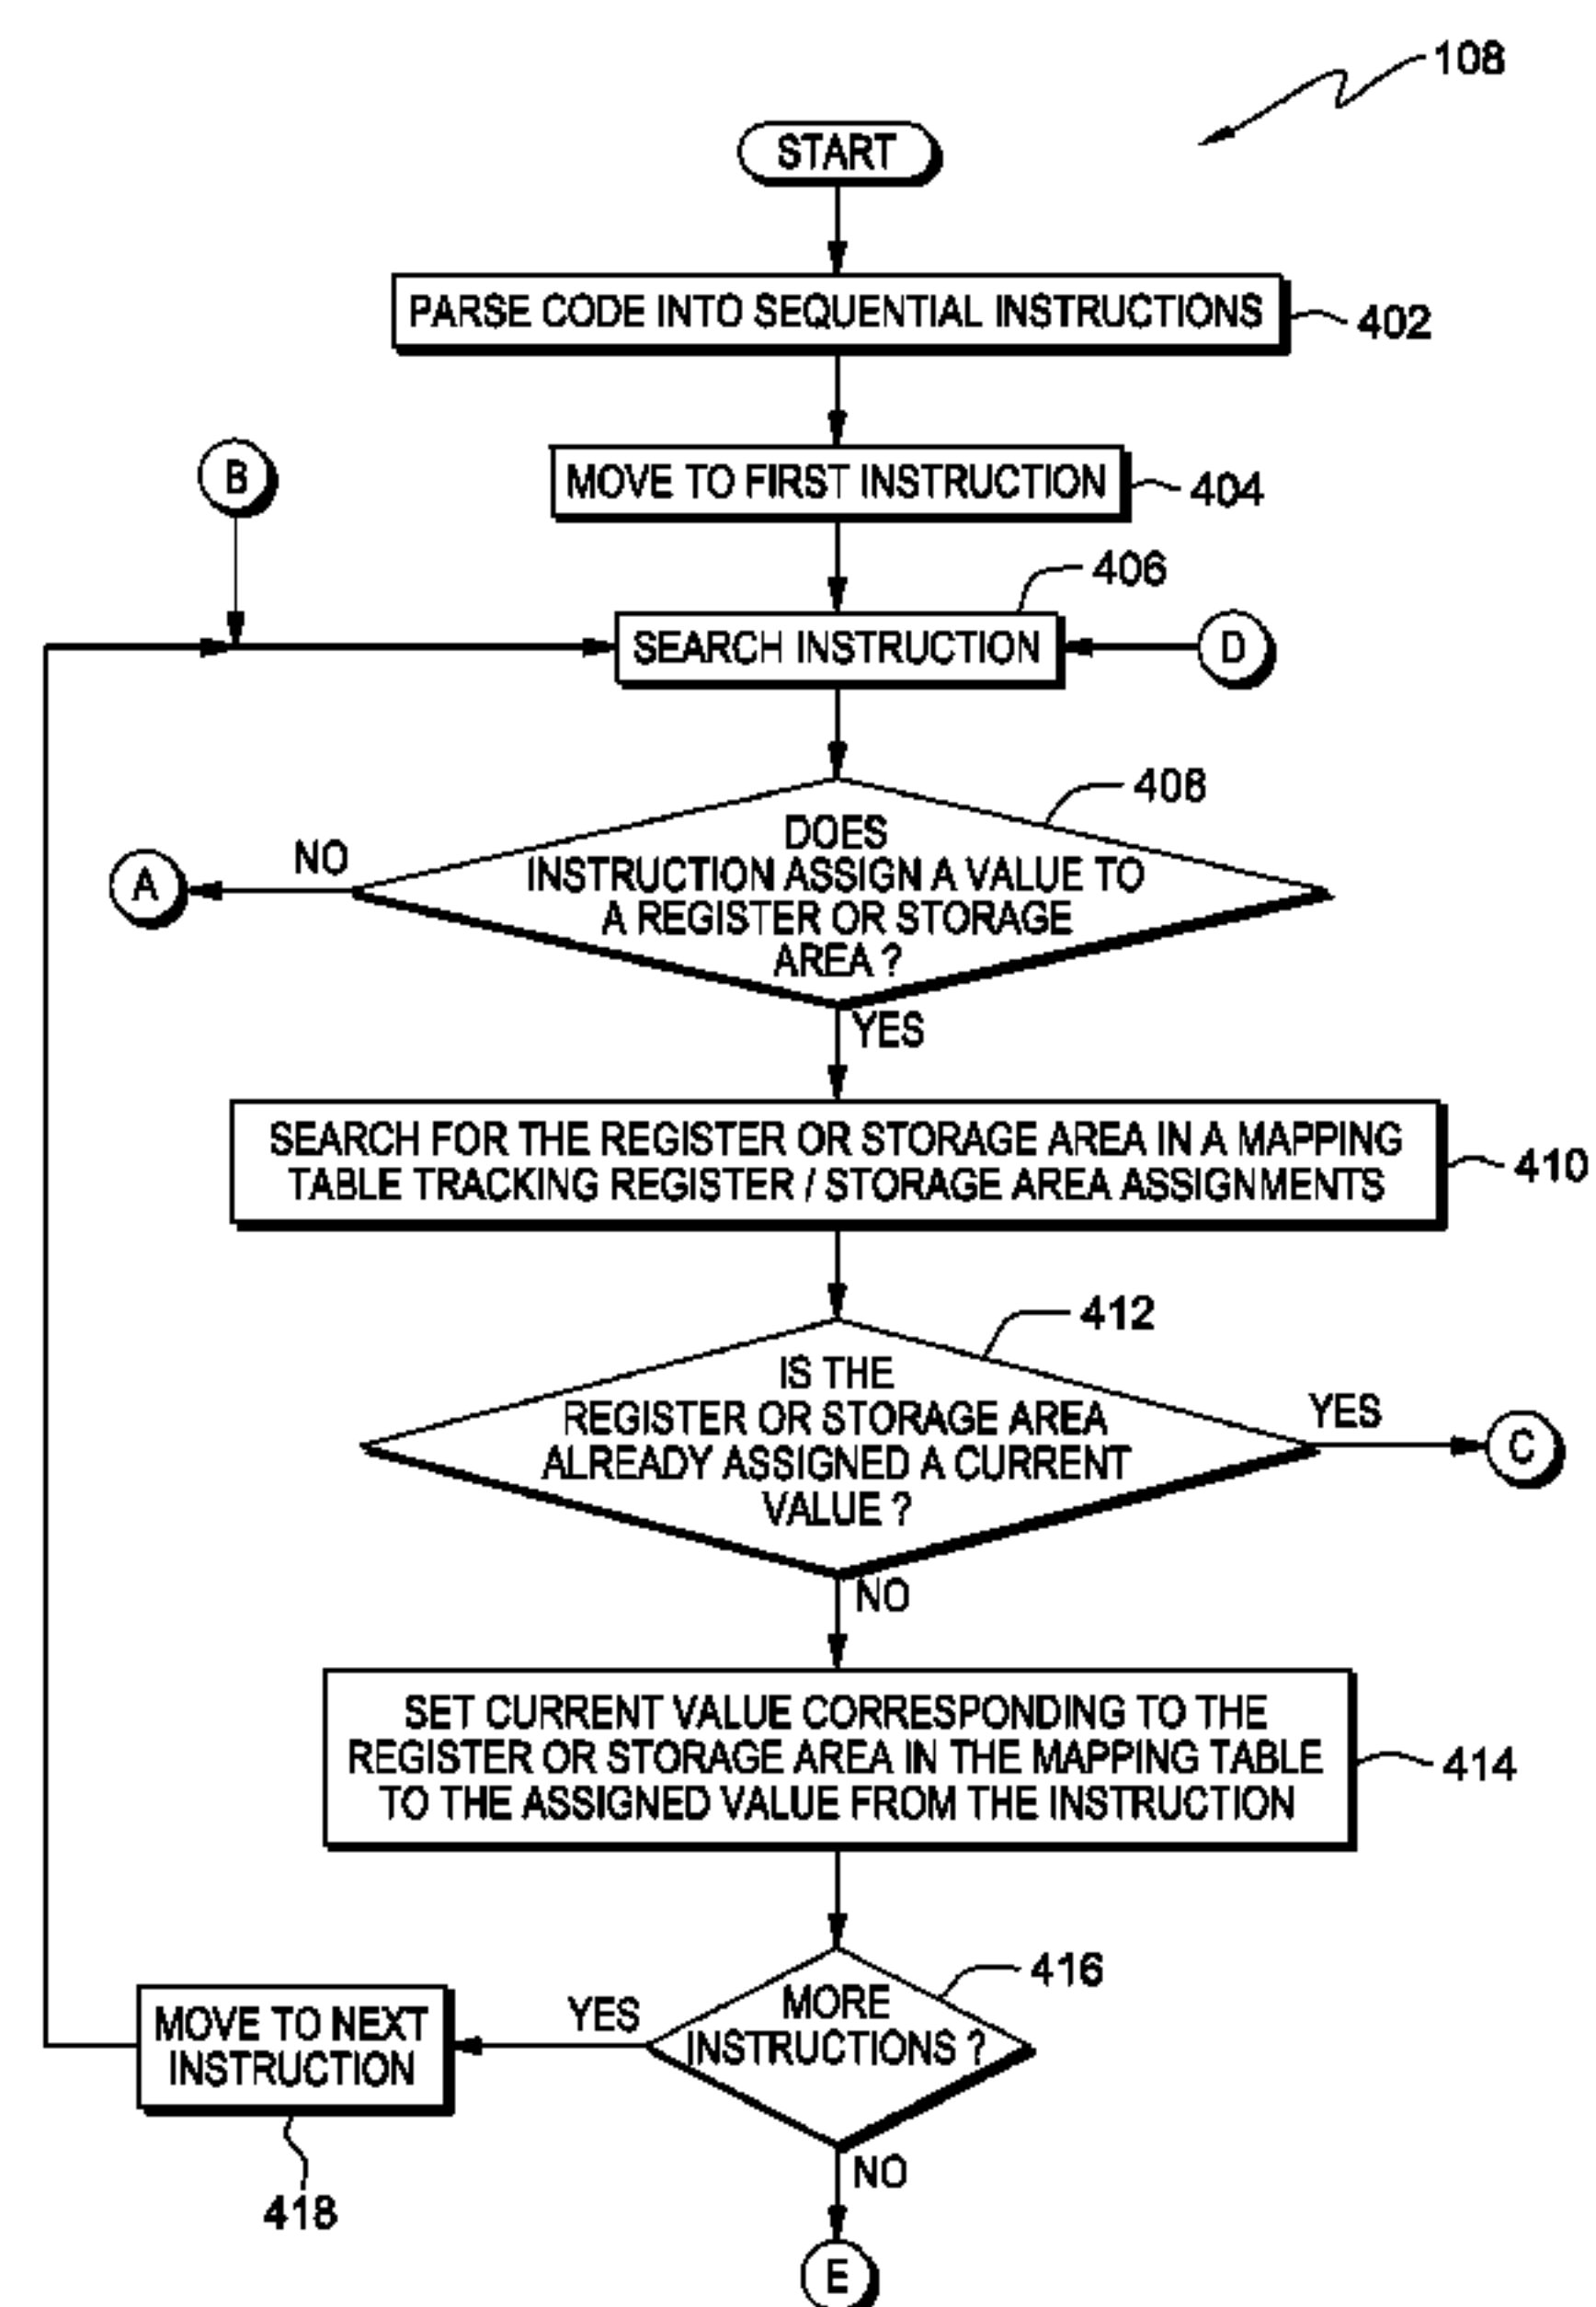 108
START
PARSE CODE INTO SEQUENTIAL INSTRUCTIONS
402
B
MOVE TO FIRST INSTRUCTION
404
406
SEARCH INSTRUCTION
D
408
DOES
INSTRUCTION ASSIGN A VALUE TO
A REGISTER OR STORAGE
AREA ?
NO
A
YES
SEARCH FOR THE REGISTER OR STORAGE AREA IN A MAPPING
TABLE TRACKING REGISTER / STORAGE AREA ASSIGNMENTS
410
412
IS THE
REGISTER OR STORAGE AREA
ALREADY ASSIGNED A CURRENT
VALUE ?
YES
C
NO
SET CURRENT VALUE CORRESPONDING TO THE
REGISTER OR STORAGE AREA IN THE MAPPING TABLE
TO THE ASSIGNED VALUE FROM THE INSTRUCTION
414
416
MORE
INSTRUCTIONS ?
YES
MOVE TO NEXT
INSTRUCTION
418
NO
E